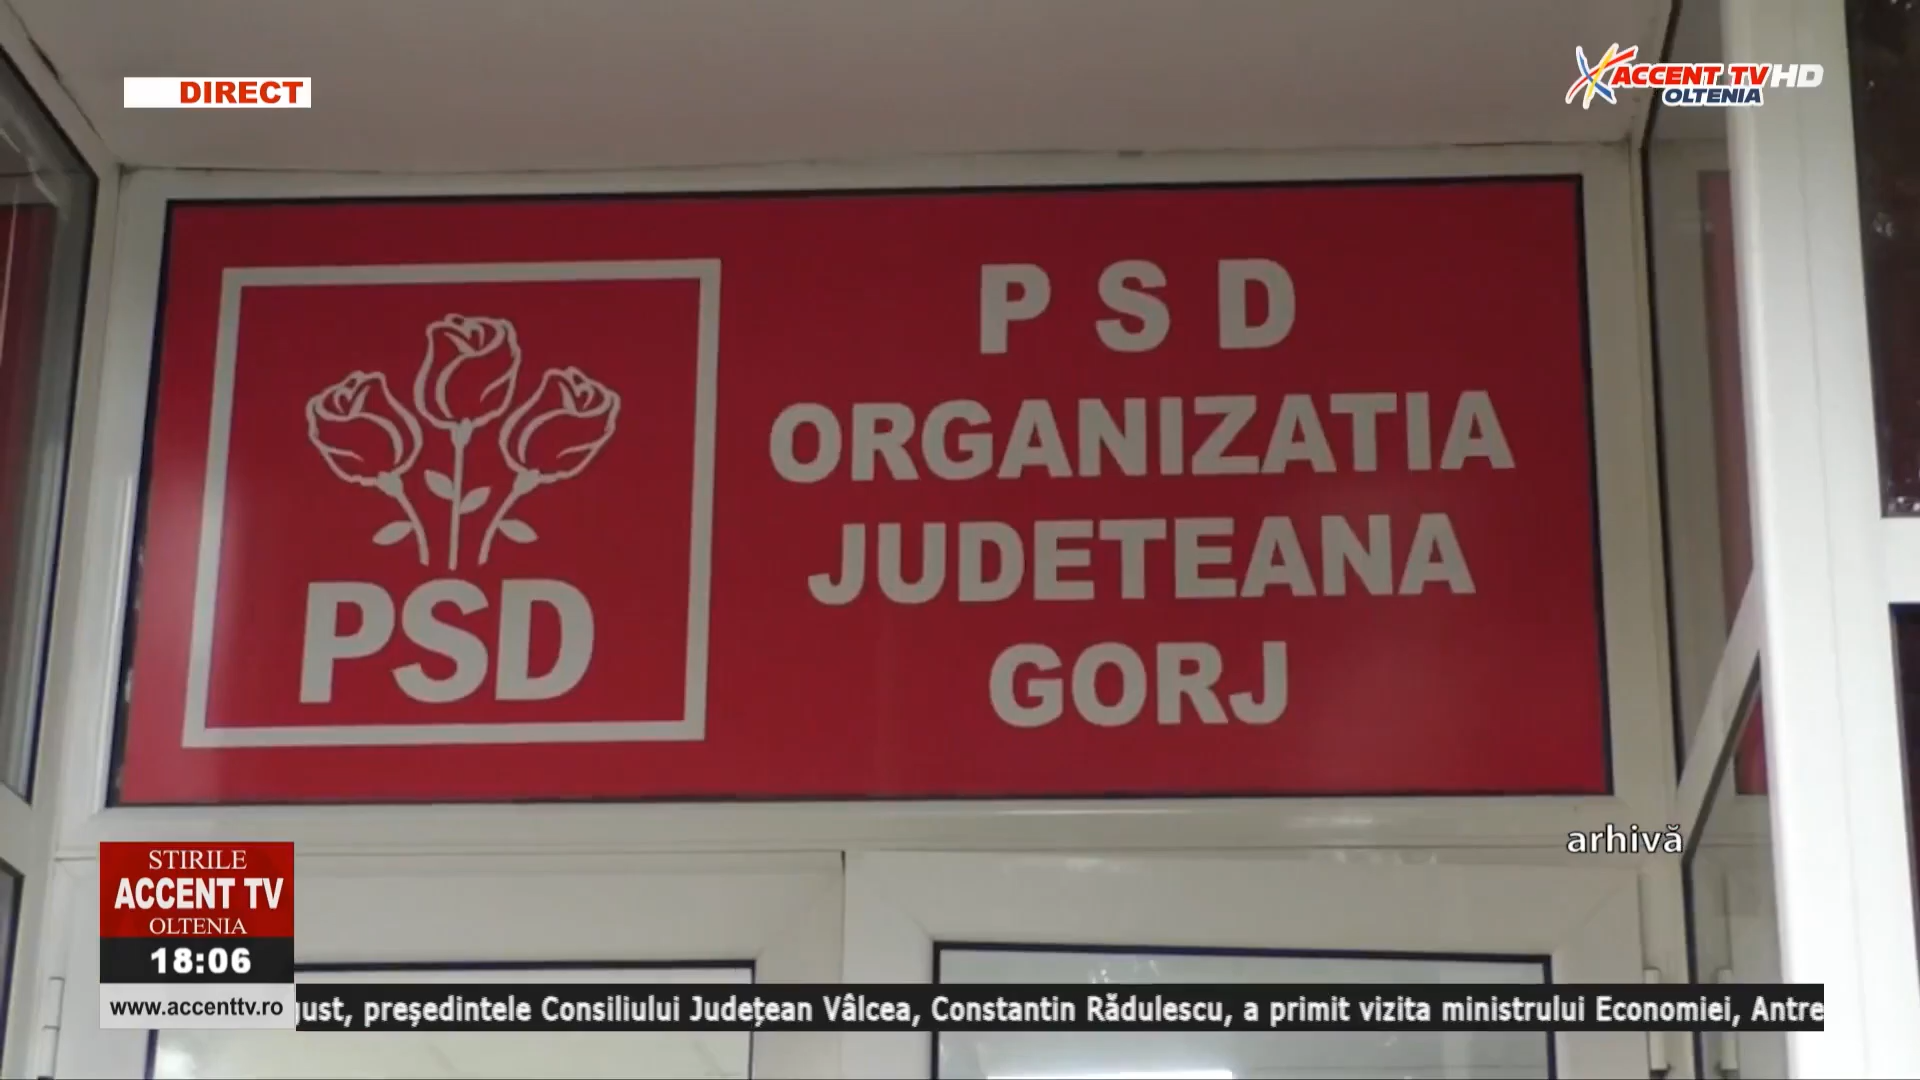 DIRECT
ACCENT TV HD
OLTENIA
P S D
ORGANIZATIA
JUDETEANA
GORJ
PSD
arhivă
STIRILE
ACCENT TV
OLTENIA
18:06
www.accenttv.ro
gust, președintele Consiliului Județean Vâlcea, Constantin Rădulescu, a primit vizita ministrului Economiei, Antre